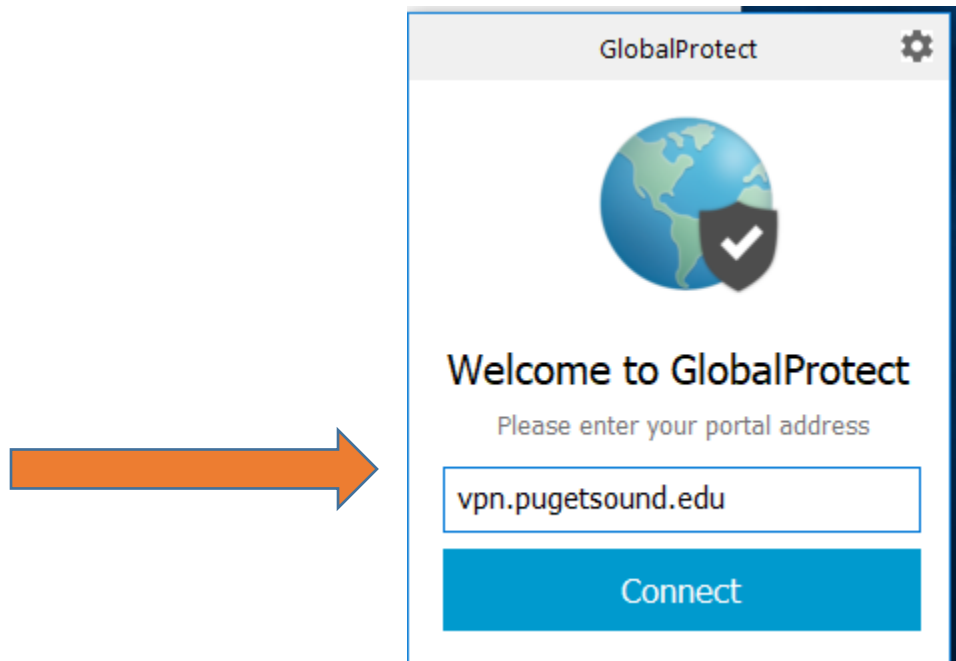 GlobalProtect
Welcome to GlobalProtect
Please enter your portal address
vpn.pugetsound.edu
Connect